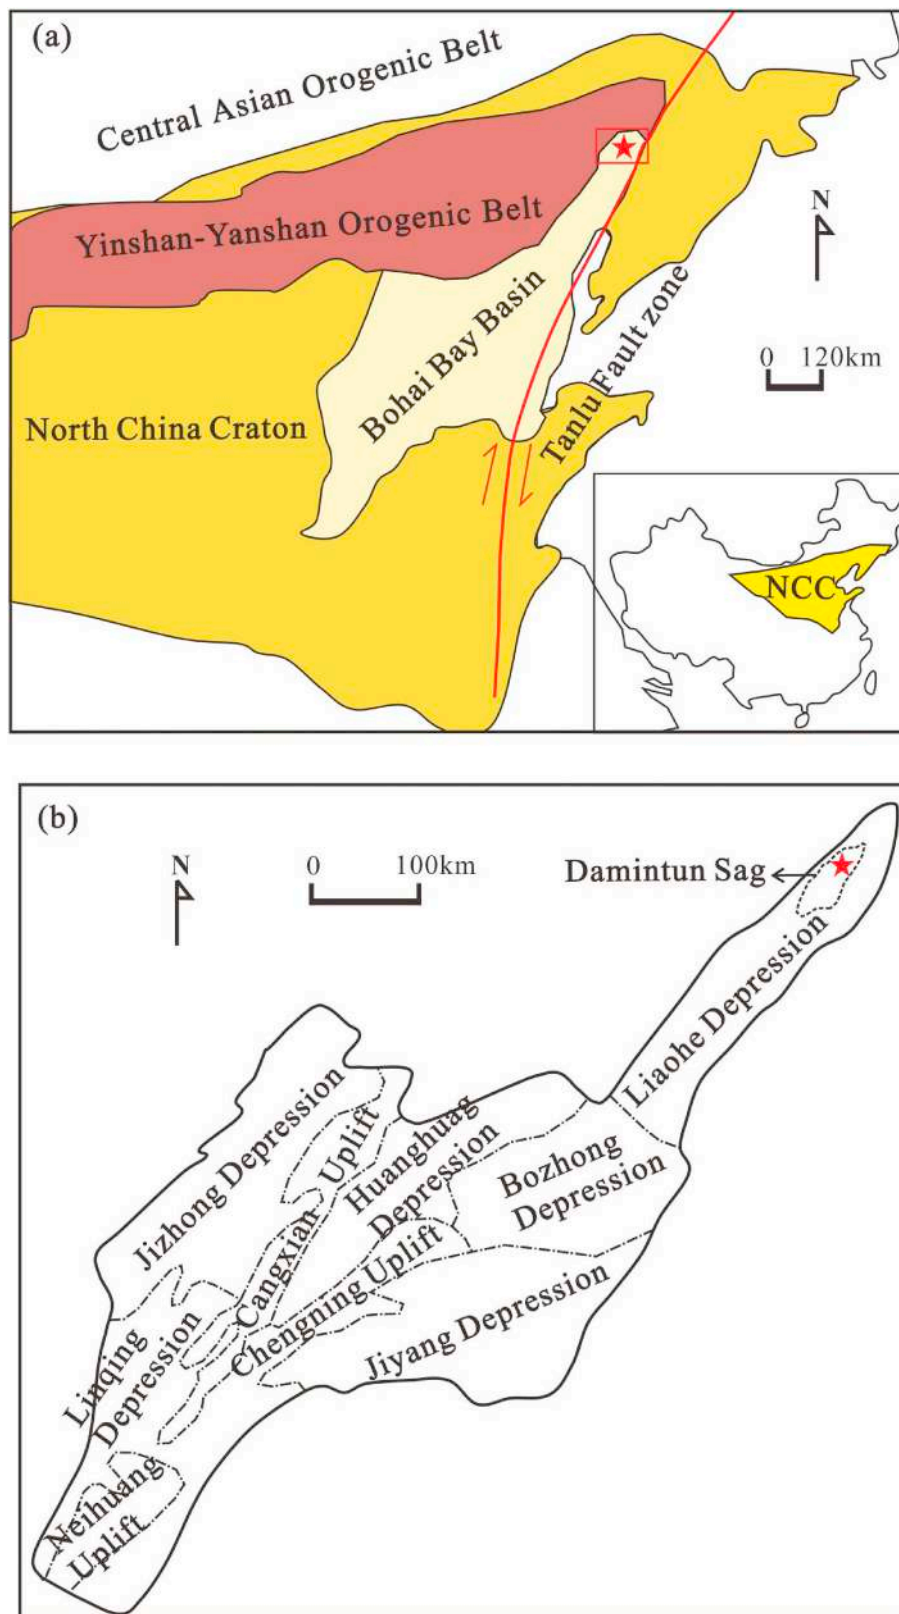 (a)
Central Asian Orogenic Belt
Yinshan-Yanshan Orogenic Belt
N
Bohai Bay Basin
Tanlu Fault zone
0 120km
North China Craton
NCC
(b)
N
0 100km
Damintun Sag
Liaohe Depression
Jizhong Depression
Cangxian Uplift
Huanghuag
Depression
Bozhong
Depression
Chengning Uplift
Jiyang Depression
Linqing
Depression
Neihuang
Uplift